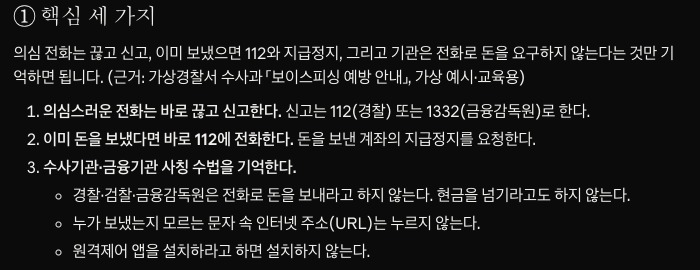 ① 핵심 세 가지
의심 전화는 끊고 신고, 이미 보냈으면 112와 지급정지, 그리고 기관은 전화로 돈을 요구하지 않는다는 것만 기
억하면 됩니다. (근거: 가상경찰서 수사과 「보이스피싱 예방 안내」, 가상 예시·교육용)
1. 의심스러운 전화는 바로 끊고 신고한다. 신고는 112(경찰) 또는 1332(금융감독원)로 한다.
2. 이미 돈을 보냈다면 바로 112에 전화한다. 돈을 보낸 계좌의 지급정지를 요청한다.
3. 수사기관·금융기관 사칭 수법을 기억한다.
◦ 경찰·검찰·금융감독원은 전화로 돈을 보내라고 하지 않는다. 현금을 넘기라고도 하지 않는다.
◦ 누가 보냈는지 모르는 문자 속 인터넷 주소(URL)는 누르지 않는다.
◦ 원격제어 앱을 설치하라고 하면 설치하지 않는다.